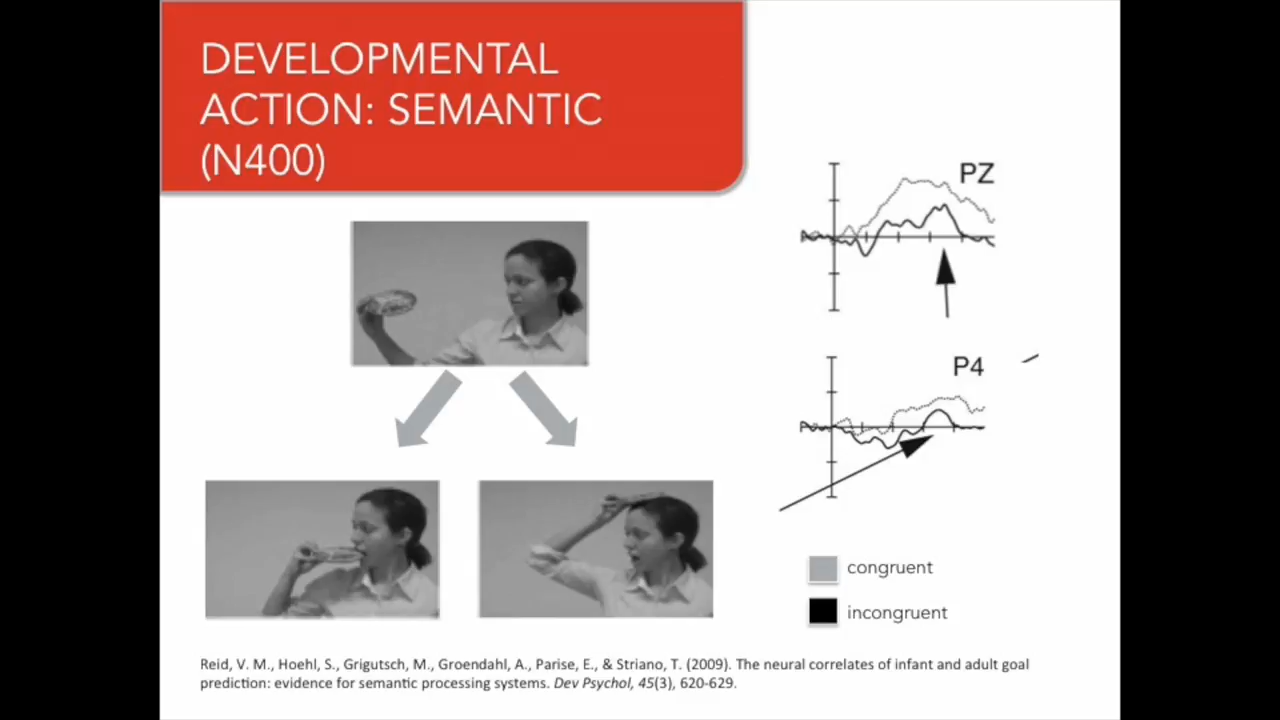 DEVELOPMENTAL
ACTION: SEMANTIC
(N400)
PZ
P4
congruent
incongruent
Reid, V. M., Hoehl, S., Grigutsch, M., Groendahl, A., Parise, E., & Striano, T. (2009). The neural correlates of infant and adult goal
prediction: evidence for semantic processing systems. Dev Psychol, 45(3), 620-629.